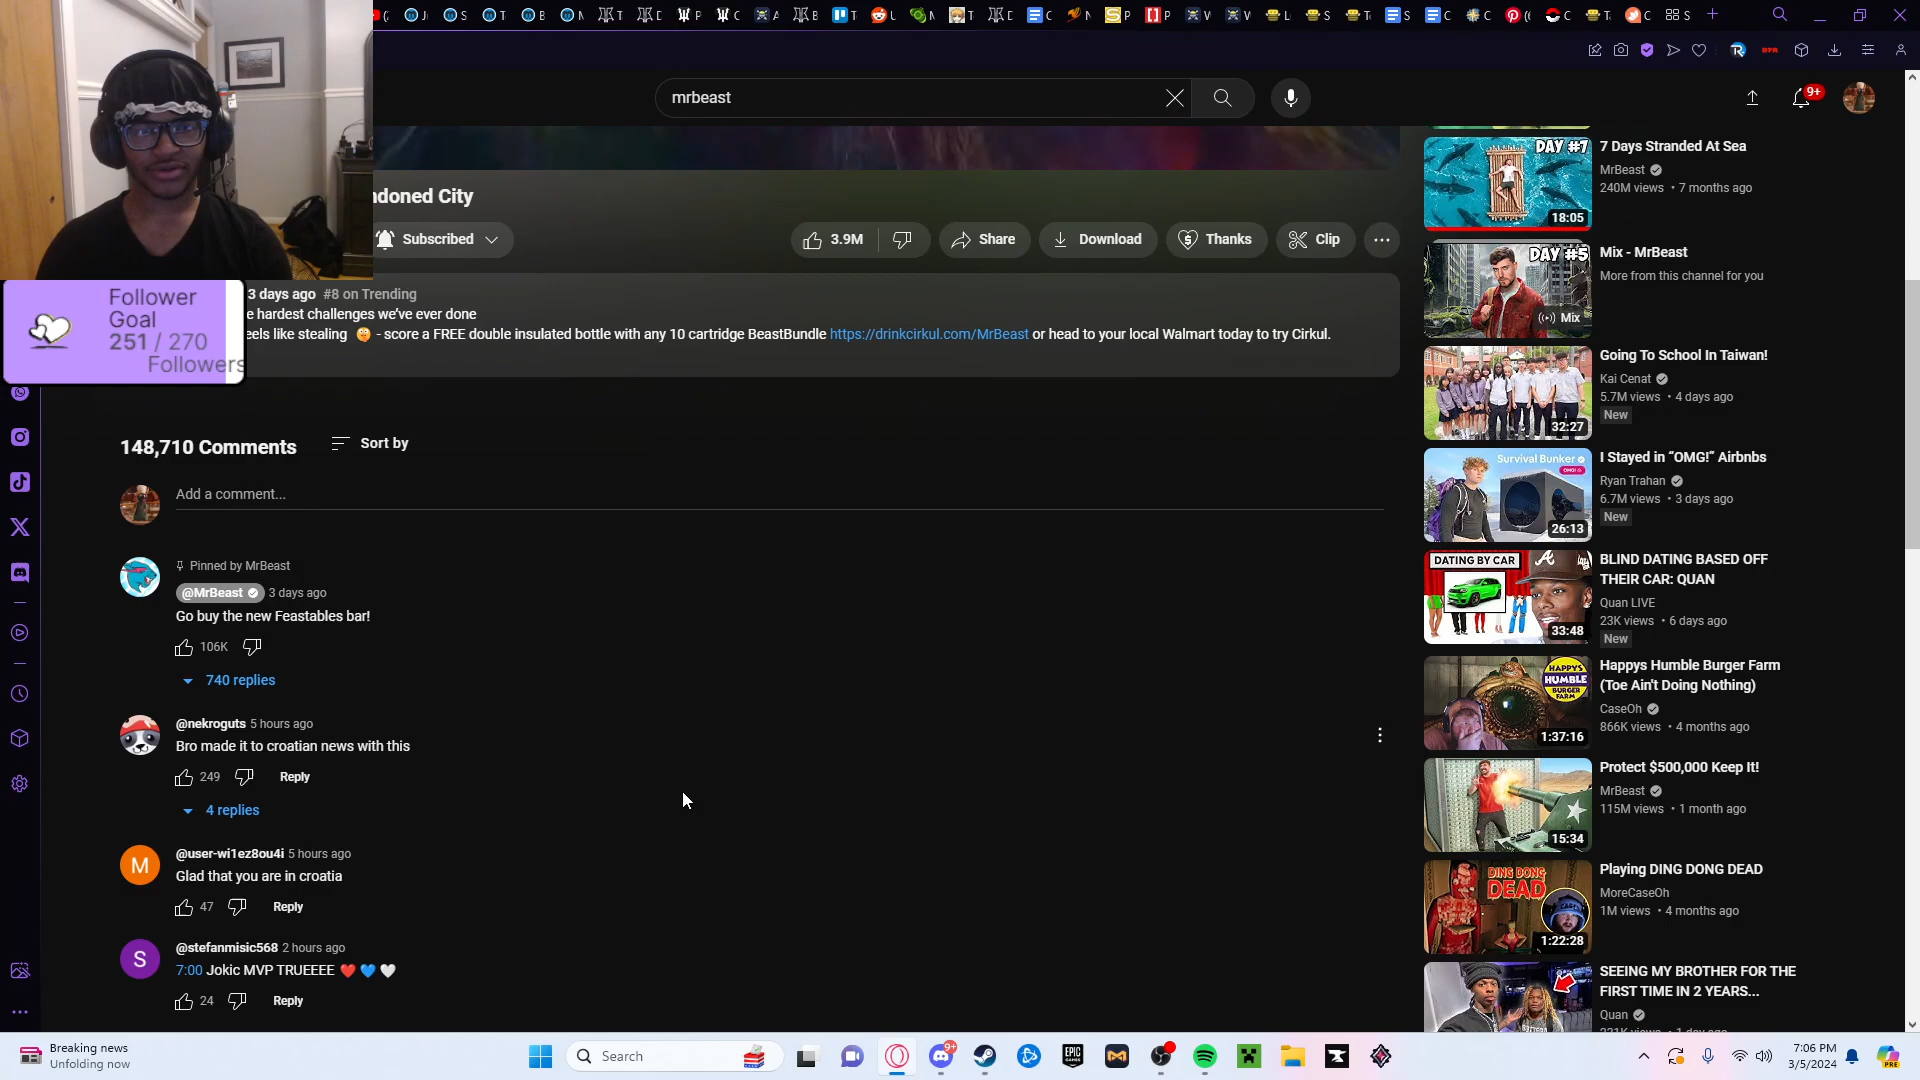 mrbeast
9+
ndoned City
Subscribed
3.9M
Share
Download
Thanks
Clip
Follower
Goal
251 / 270
Followers
3 days ago #8 on Trending
e hardest challenges we've ever done
eels like stealing 🫢 - score a FREE double insulated bottle with any 10 cartridge BeastBundle https://drinkcirkul.com/MrBeast or head to your local Walmart today to try Cirkul.
148,710 Comments
Sort by
Add a comment...
Pinned by MrBeast
@MrBeast 3 days ago
Go buy the new Feastables bar!
106K
740 replies
@nekroguts 5 hours ago
Bro made it to croatian news with this
249 Reply
4 replies
M
@user-wi1ez8ou4i 5 hours ago
Glad that you are in croatia
47 Reply
S
@stefanmisic568 2 hours ago
7:00 Jokic MVP TRUEEEE ❤️ 💙 🤍
24 Reply
DAY #7
18:05
7 Days Stranded At Sea
MrBeast
240M views • 7 months ago
DAY #5
Mix
Mix - MrBeast
More from this channel for you
32:27
Going To School In Taiwan!
Kai Cenat
5.7M views • 4 days ago
New
Survival Bunker
OMG!
26:13
I Stayed in “OMG!” Airbnbs
Ryan Trahan
6.7M views • 3 days ago
New
DATING BY CAR
33:48
BLIND DATING BASED OFF
THEIR CAR: QUAN
Quan LIVE
23K views • 6 days ago
New
HAPPYS
HUMBLE
BURGER
FARM
1:37:16
Happys Humble Burger Farm
(Toe Ain't Doing Nothing)
CaseOh
866K views • 4 months ago
15:34
Protect $500,000 Keep It!
MrBeast
115M views • 1 month ago
DING DONG
DEAD
1:22:28
Playing DING DONG DEAD
MoreCaseOh
1M views • 4 months ago
SEEING MY BROTHER FOR THE
FIRST TIME IN 2 YEARS...
Quan
Breaking news
Unfolding now
Search
9+
EPIC
GAMES
7:06 PM
3/5/2024
PRE